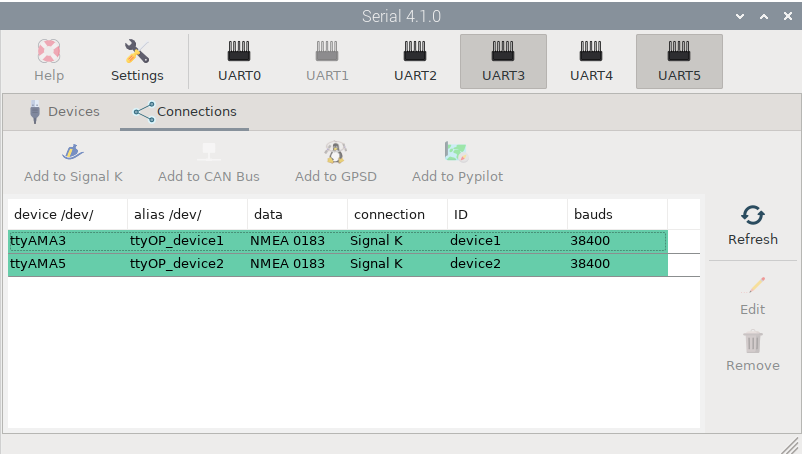 Serial 4.1.0
Help Settings UART0 UART1 UART2 UART3 UART4 UART5
Devices Connections
Add to Signal K Add to CAN Bus Add to GPSD Add to Pypilot
device /dev/ alias /dev/ data connection ID bauds
ttyAMA3 ttyOP_device1 NMEA 0183 Signal K device1 38400
ttyAMA5 ttyOP_device2 NMEA 0183 Signal K device2 38400
Refresh
Edit
Remove